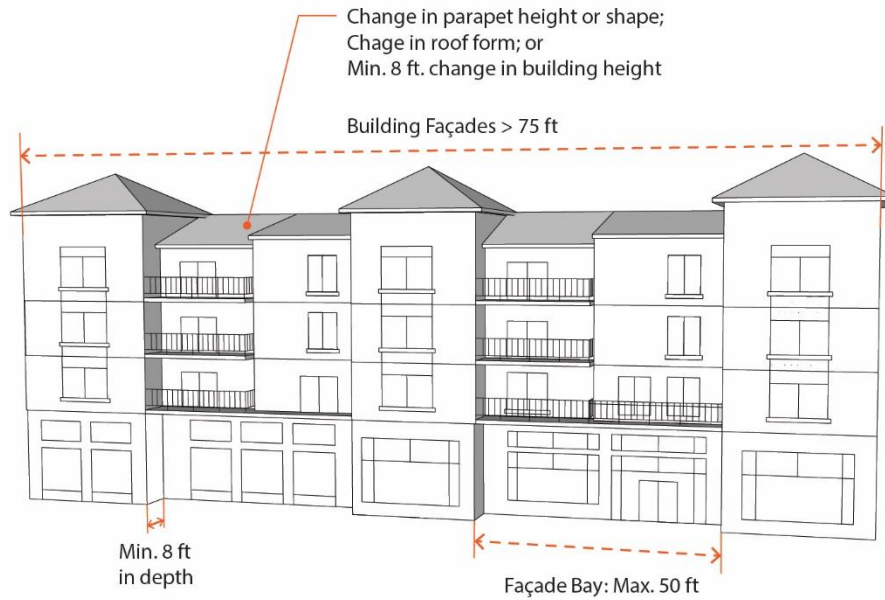 Change in parapet height or shape;
Chage in roof form; or
Min. 8 ft. change in building height
Building Façades > 75 ft
Min. 8 ft
in depth
Façade Bay: Max. 50 ft